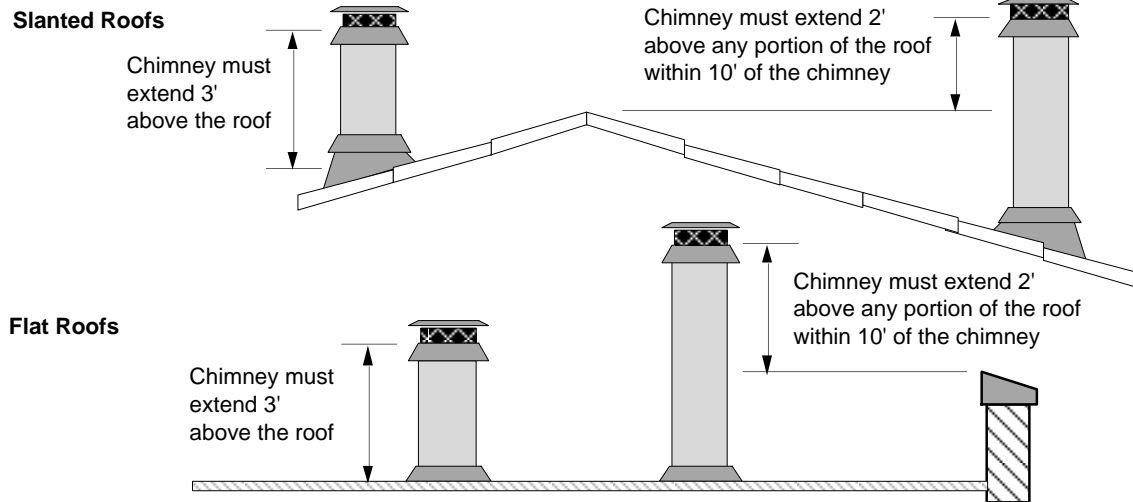 Slanted Roofs
Chimney must
extend 3'
above the roof
Chimney must extend 2'
above any portion of the roof
within 10' of the chimney
Flat Roofs
Chimney must
extend 3'
above the roof
Chimney must extend 2'
above any portion of the roof
within 10' of the chimney